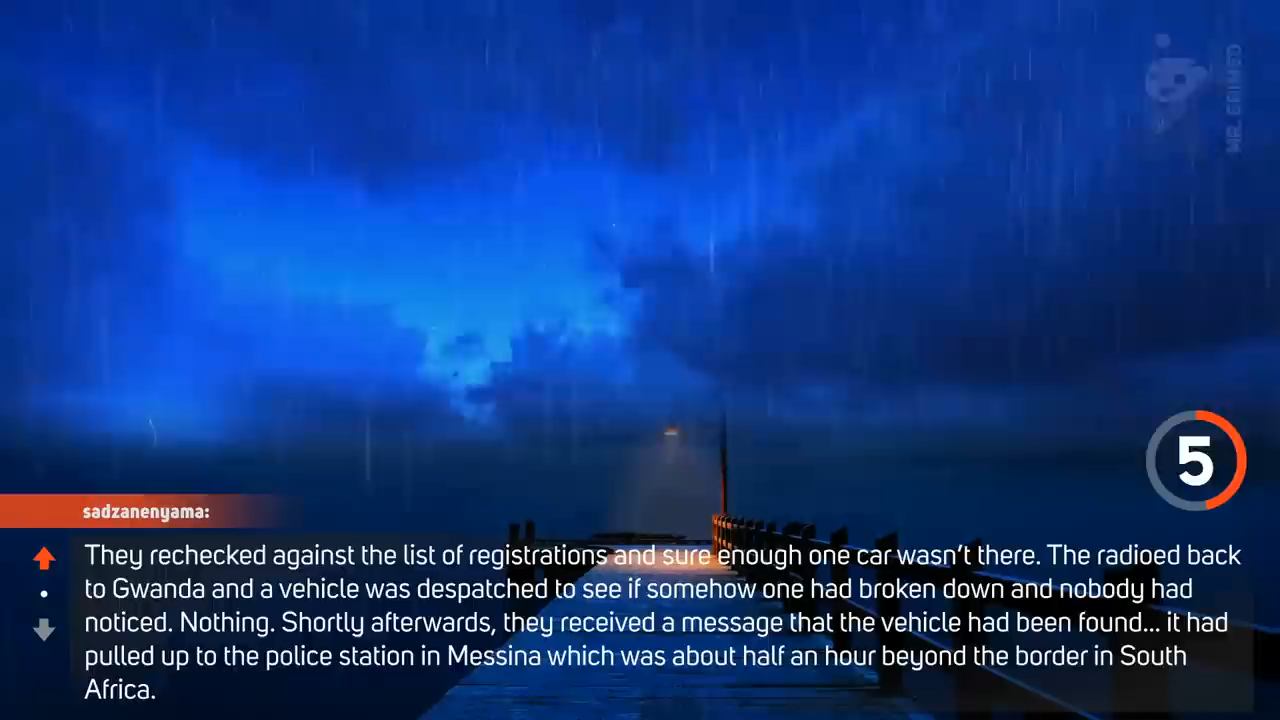 MR. GRIMED
5
sadzanenyama:
They rechecked against the list of registrations and sure enough one car wasn't there. The radioed back
to Gwanda and a vehicle was despatched to see if somehow one had broken down and nobody had
noticed. Nothing. Shortly afterwards, they received a message that the vehicle had been found... it had
pulled up to the police station in Messina which was about half an hour beyond the border in South
Africa.